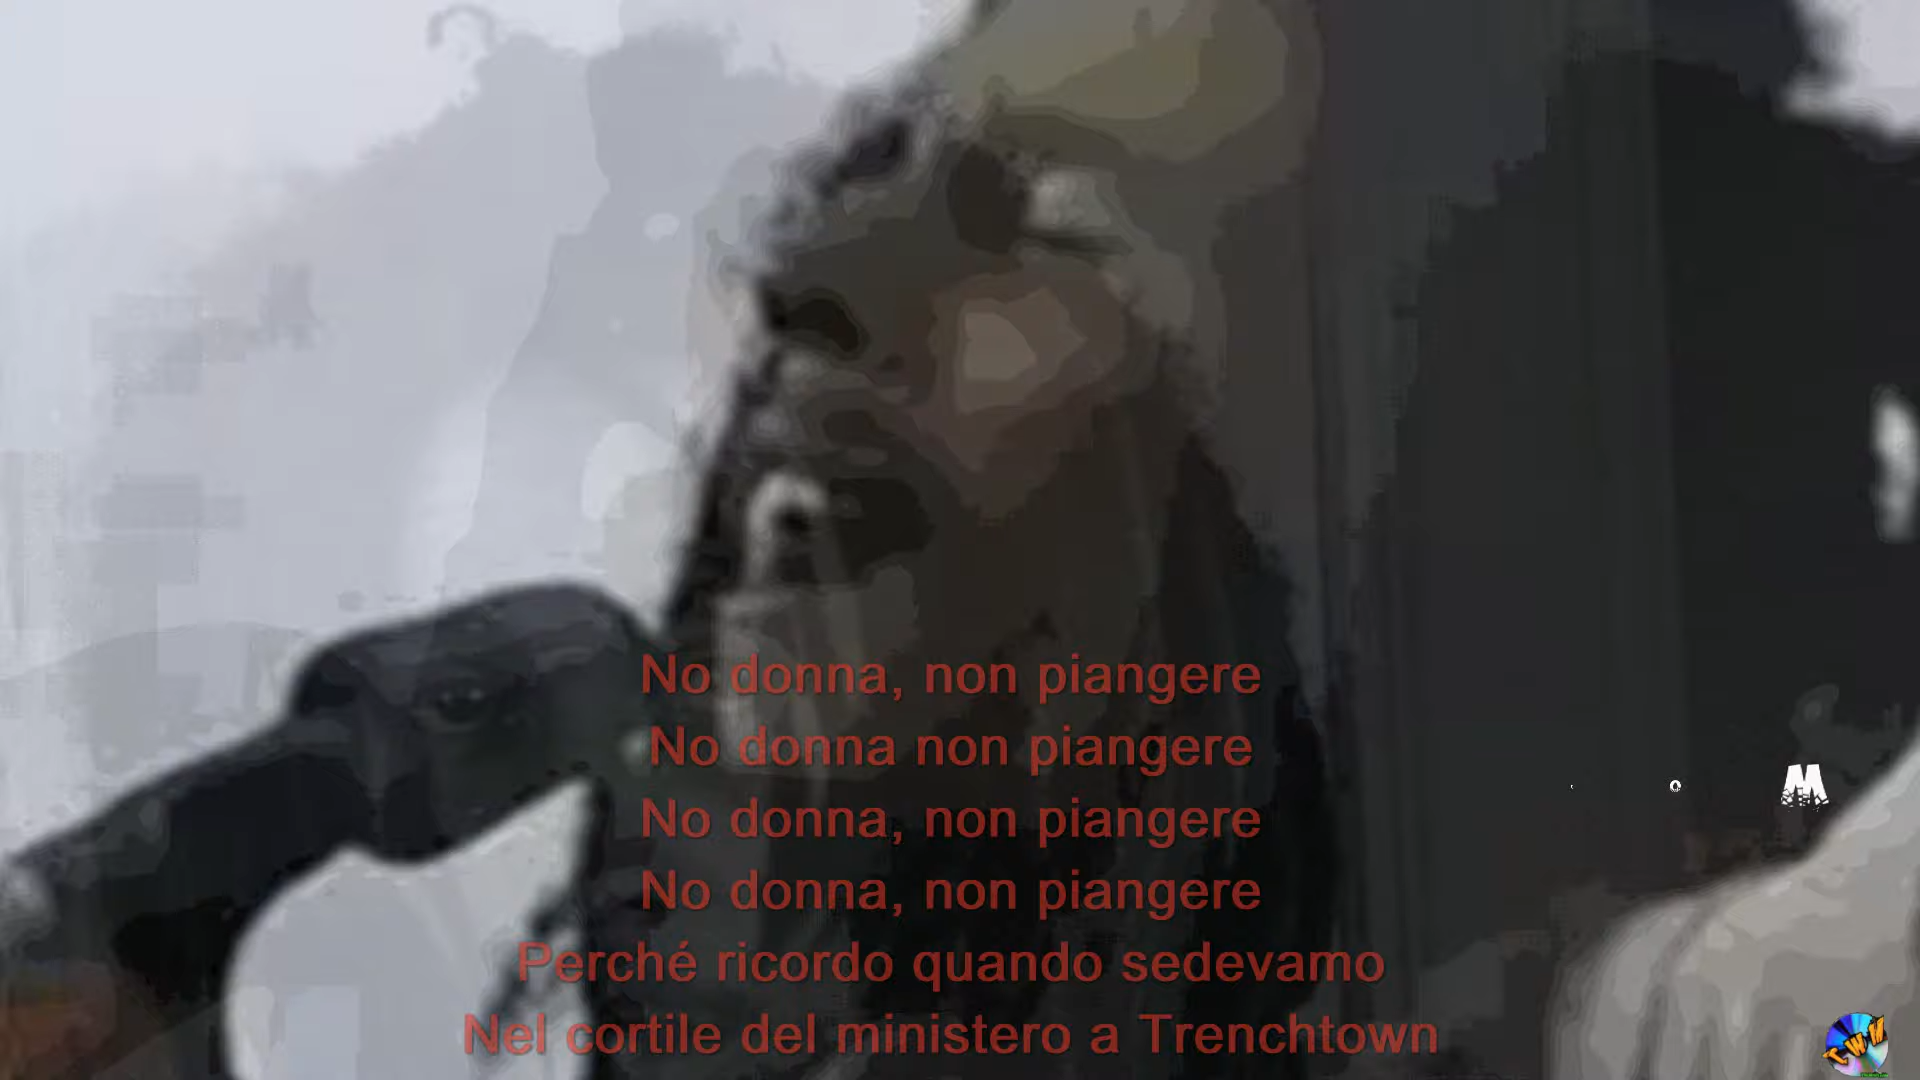 No donna, non piangere
No donna non piangere
No donna, non piangere
No donna, non piangere
Perché ricordo quando sedevamo
Nel cortile del ministero a Trenchtown
o M
TWM